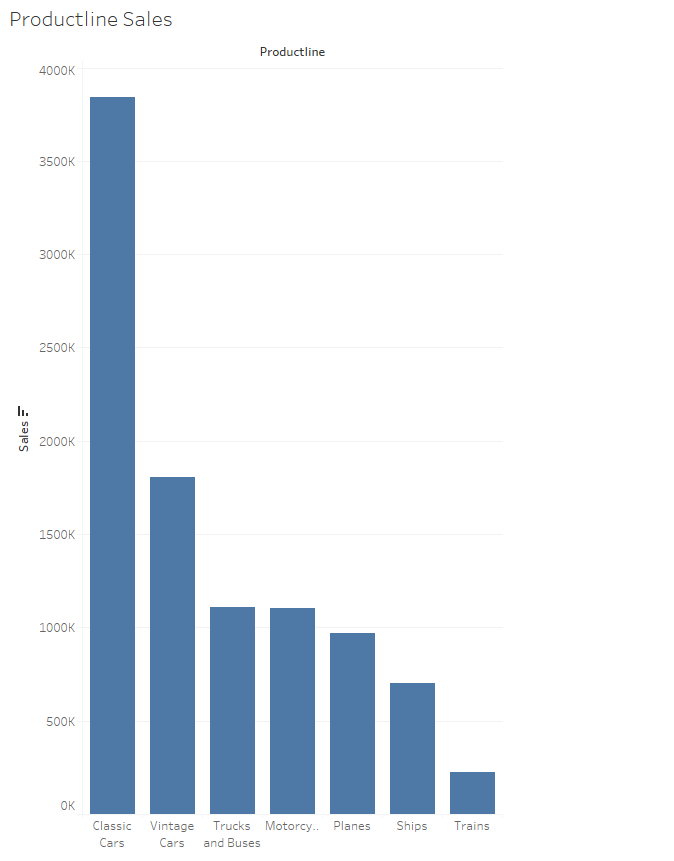 Productline Sales
Productline
4000K
3500K
3000K
2500K
2000K
1500K
1000K
500K
0K
Sales
Classic
Cars
Vintage
Cars
Trucks
and Buses
Motorcy..
Planes
Ships
Trains